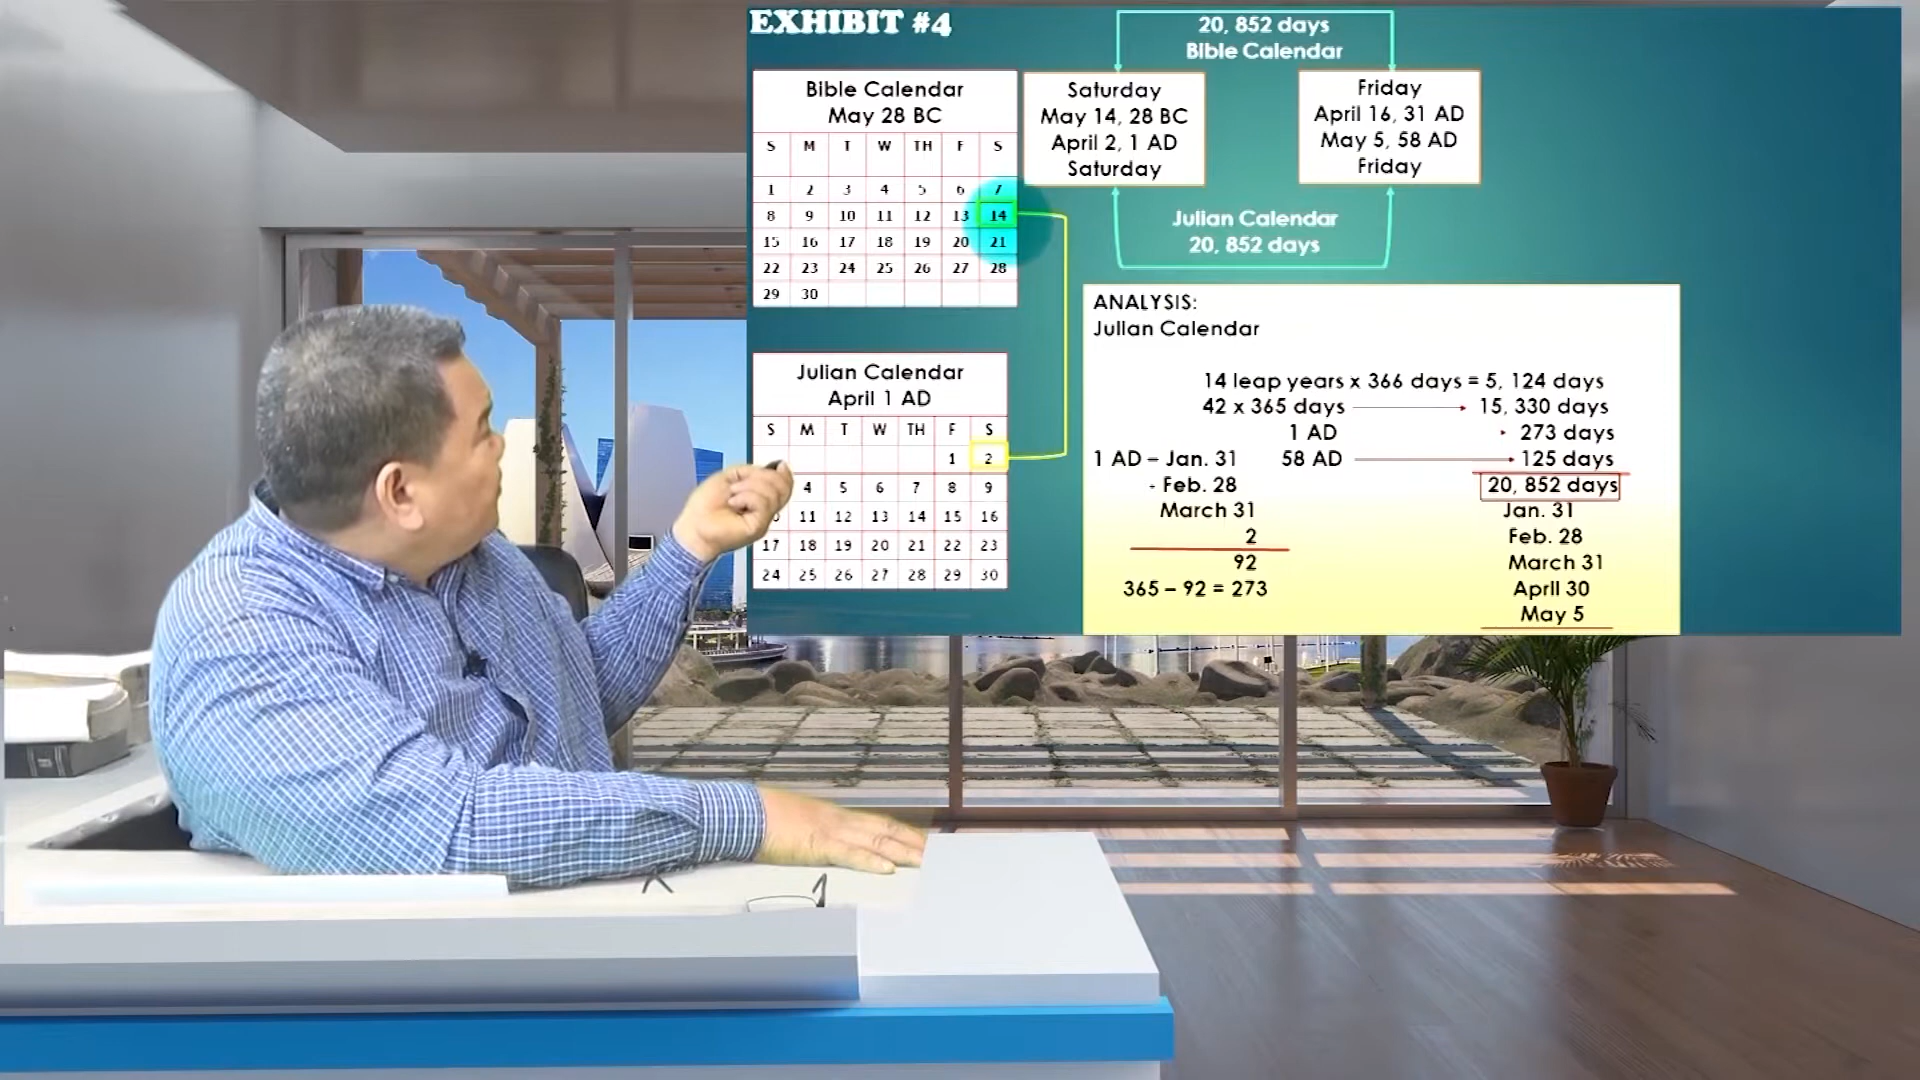 EXHIBIT #4
20, 852 days
Bible Calendar
Bible Calendar
May 28 BC
S M T W TH F S
1 2 3 4 5 6 7
8 9 10 11 12 13 14
15 16 17 18 19 20 21
22 23 24 25 26 27 28
29 30
Saturday
May 14, 28 BC
April 2, 1 AD
Saturday
Friday
April 16, 31 AD
May 5, 58 AD
Friday
Julian Calendar
20, 852 days
Julian Calendar
April 1 AD
S M T W TH F S
1 2
4 5 6 7 8 9
11 12 13 14 15 16
17 18 19 20 21 22 23
24 25 26 27 28 29 30
ANALYSIS:
Julian Calendar
14 leap years x 366 days = 5, 124 days
42 x 365 days 15, 330 days
1 AD 273 days
1 AD – Jan. 31 58 AD 125 days
- Feb. 28 20, 852 days
March 31 Jan. 31
2 Feb. 28
92 March 31
365 – 92 = 273 April 30
May 5